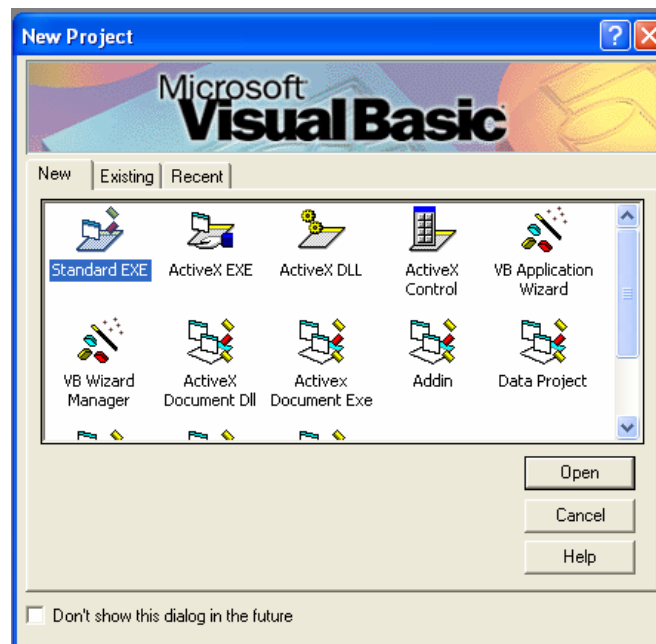 New Project
Microsoft
Visual Basic
New Existing Recent
Standard EXE ActiveX EXE ActiveX DLL ActiveX Control VB Application Wizard
VB Wizard Manager ActiveX Document Dll Activex Document Exe Addin Data Project
Open
Cancel
Help
Don't show this dialog in the future